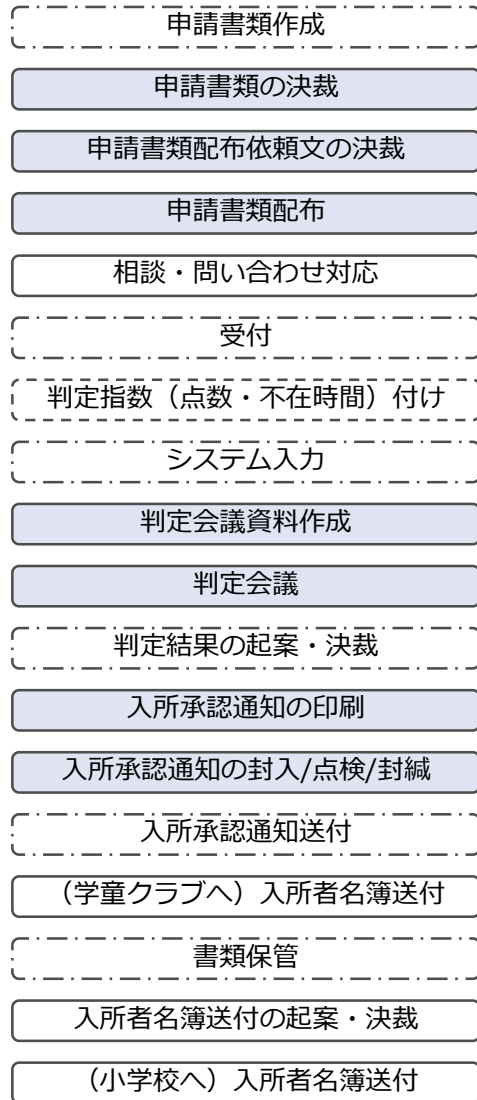 申請書類作成
申請書類の決裁
申請書類配布依頼文の決裁
申請書類配布
相談・問い合わせ対応
受付
判定指数（点数・不在時間）付け
システム入力
判定会議資料作成
判定会議
判定結果の起案・決裁
入所承認通知の印刷
入所承認通知の封入/点検/封緘
入所承認通知送付
（学童クラブへ）入所者名簿送付
書類保管
入所者名簿送付の起案・決裁
（小学校へ）入所者名簿送付